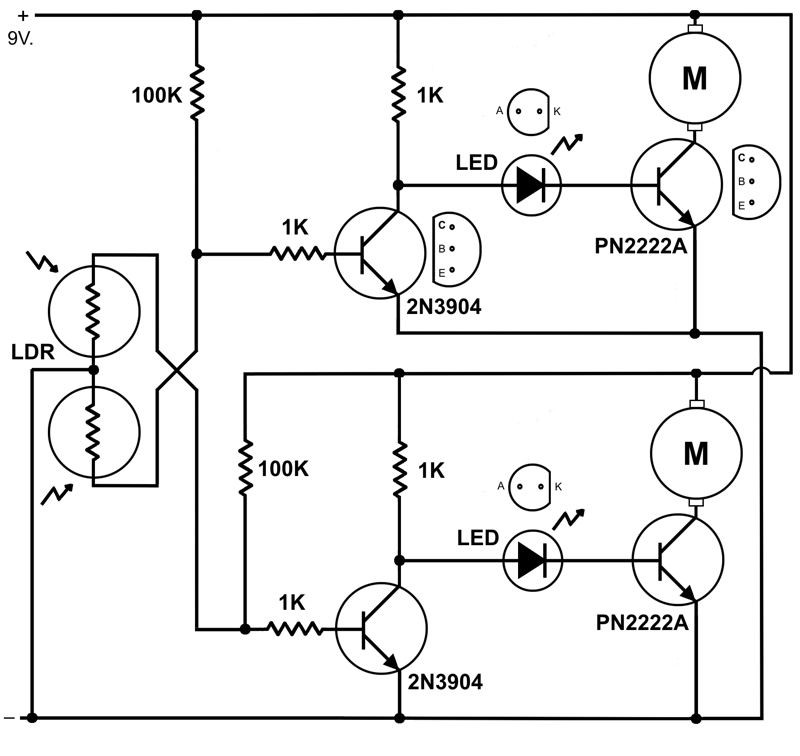 +
9V.
100K
1K
M
A K
LED
C
B
E
PN2222A
1K
C
B
E
2N3904
LDR
100K
1K
M
A K
LED
PN2222A
1K
2N3904
–